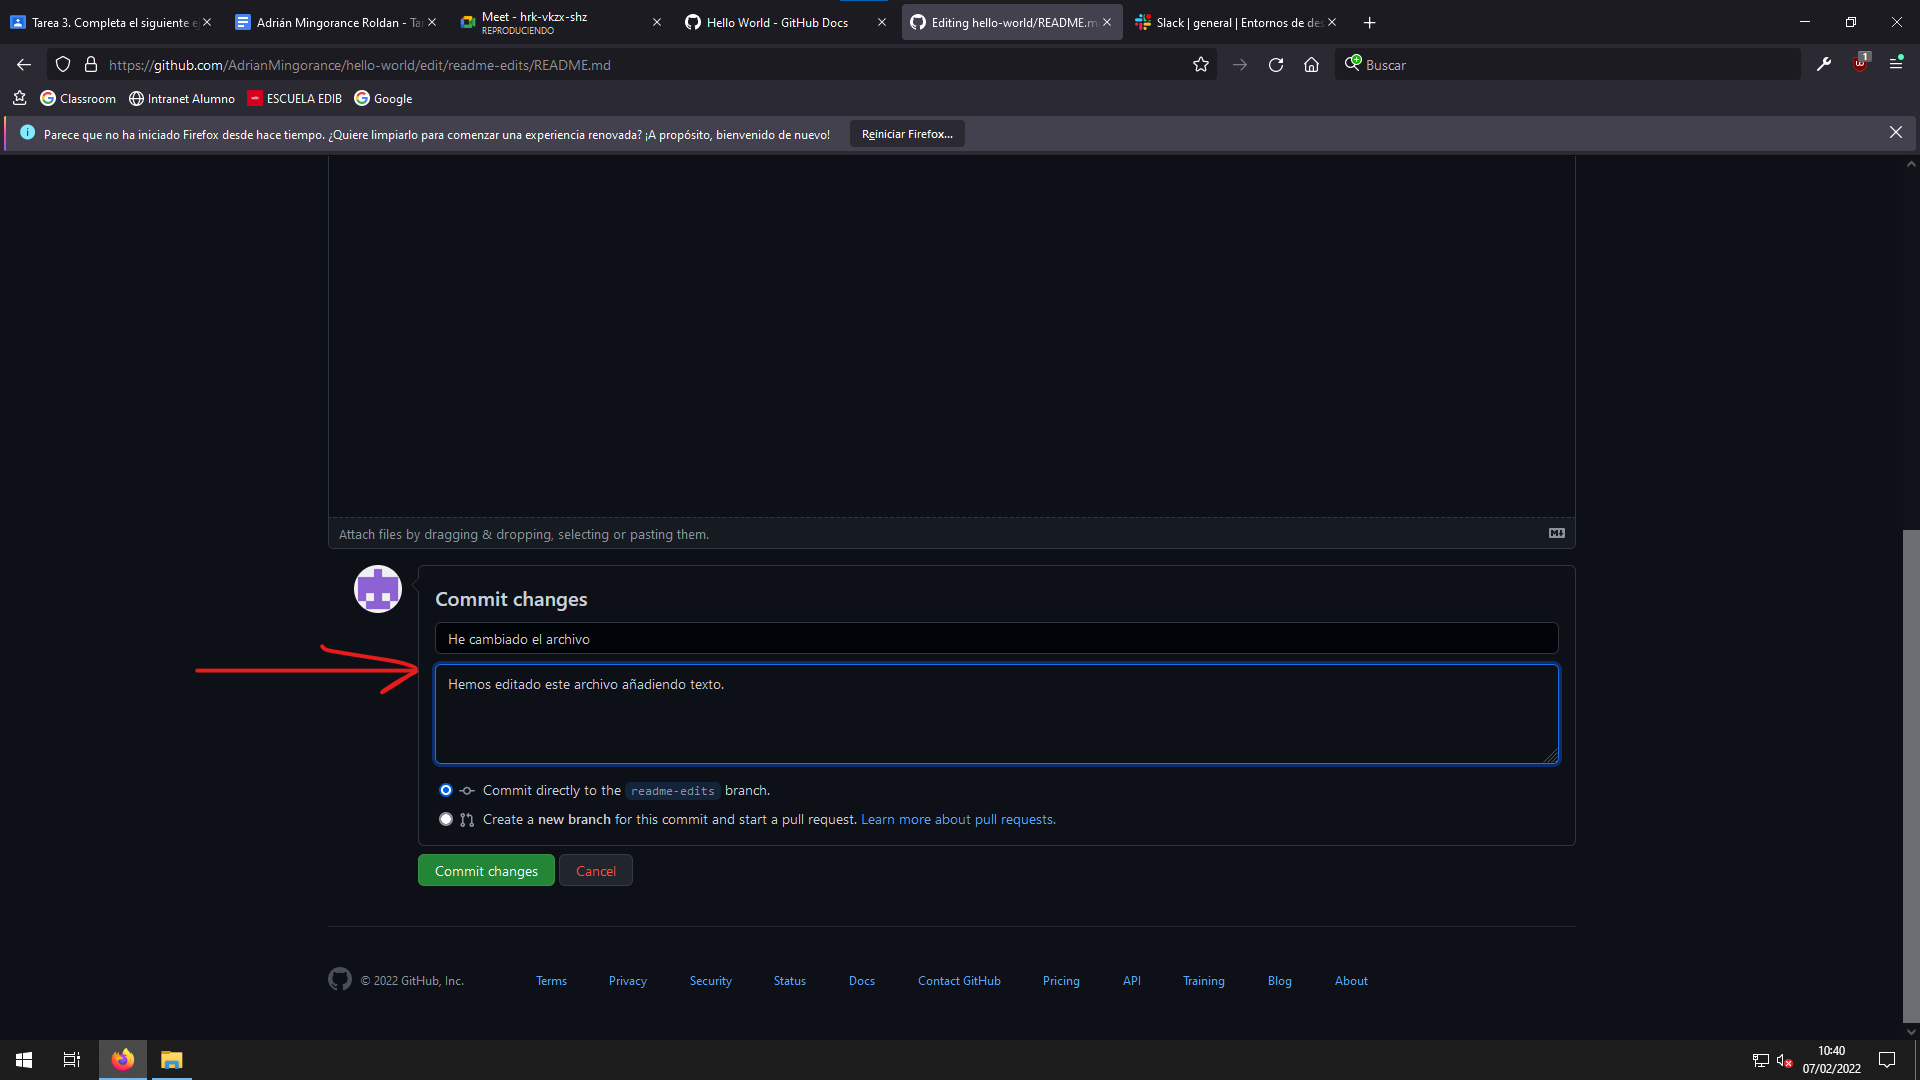 Tarea 3. Completa el siguiente e
Adrián Mingorance Roldan - Ta
Meet - hrk-vkzx-shz
REPRODUCIENDO
Hello World - GitHub Docs
Editing hello-world/README.m
Slack | general | Entornos de des
https://github.com/AdrianMingorance/hello-world/edit/readme-edits/README.md
Buscar
1
Classroom
Intranet Alumno
ESCUELA EDIB
Google
Parece que no ha iniciado Firefox desde hace tiempo. ¿Quiere limpiarlo para comenzar una experiencia renovada? ¡A propósito, bienvenido de nuevo!
Reiniciar Firefox...
Attach files by dragging & dropping, selecting or pasting them.
Commit changes
He cambiado el archivo
Hemos editado este archivo añadiendo texto.
Commit directly to the readme-edits branch.
Create a new branch for this commit and start a pull request. Learn more about pull requests.
Commit changes
Cancel
© 2022 GitHub, Inc.
Terms
Privacy
Security
Status
Docs
Contact GitHub
Pricing
API
Training
Blog
About
10:40
07/02/2022